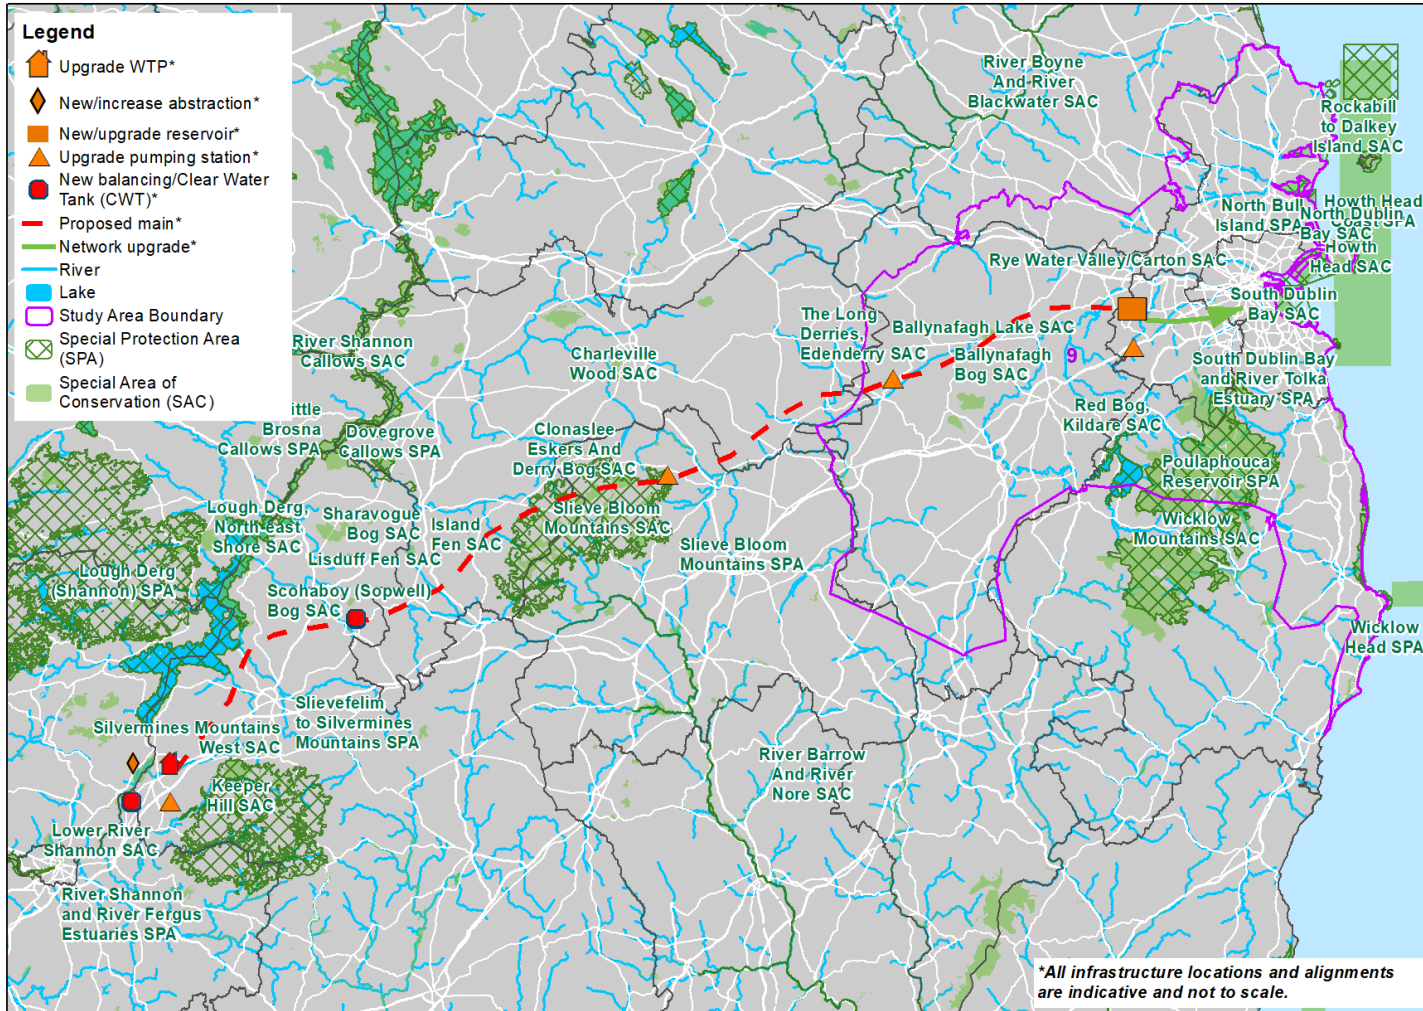 Legend
Upgrade WTP*
New/increase abstraction*
New/upgrade reservoir*
Upgrade pumping station*
New balancing/Clear Water
Tank (CWT)*
Proposed main*
Network upgrade*
River
Lake
Study Area Boundary
Special Protection Area
(SPA)
Special Area of
Conservation (SAC)
River Boyne
And River
Blackwater SAC
Rockabill
to Dalkey
Island SAC
North Bull
Island SPA
Howth Head
SPA
North Dublin
Bay SAC
Howth
Head SAC
Rye Water Valley/Carton SAC
South Dublin
Bay SAC
The Long
Derries,
Edenderry SAC
Ballynafagh Lake SAC
Ballynafagh
Bog SAC
9
South Dublin Bay
and River Tolka
Estuary SPA
River Shannon
Callows SAC
Charleville
Wood SAC
Red Bog,
Kildare SAC
ittle
Brosna
Callows SPA
Dovegrove
Callows SPA
Clonaslee
Eskers And
Derry Bog SAC
Poulaphouca
Reservoir SPA
Lough Derg,
North-east
Shore SAC
Sharavogue
Bog SAC
Island
Fen SAC
Slieve Bloom
Mountains SAC
Wicklow
Mountains SAC
Lisduff Fen SAC
Slieve Bloom
Mountains SPA
Lough Derg
(Shannon) SPA
Scohaboy (Sopwell)
Bog SAC
Wicklow
Head SPA
Slievefelim
to Silvermines
Mountains SPA
Silvermines Mountains
West SAC
River Barrow
And River
Nore SAC
Keeper
Hill SAC
Lower River
Shannon SAC
River Shannon
and River Fergus
Estuaries SPA
*All infrastructure locations and alignments
are indicative and not to scale.